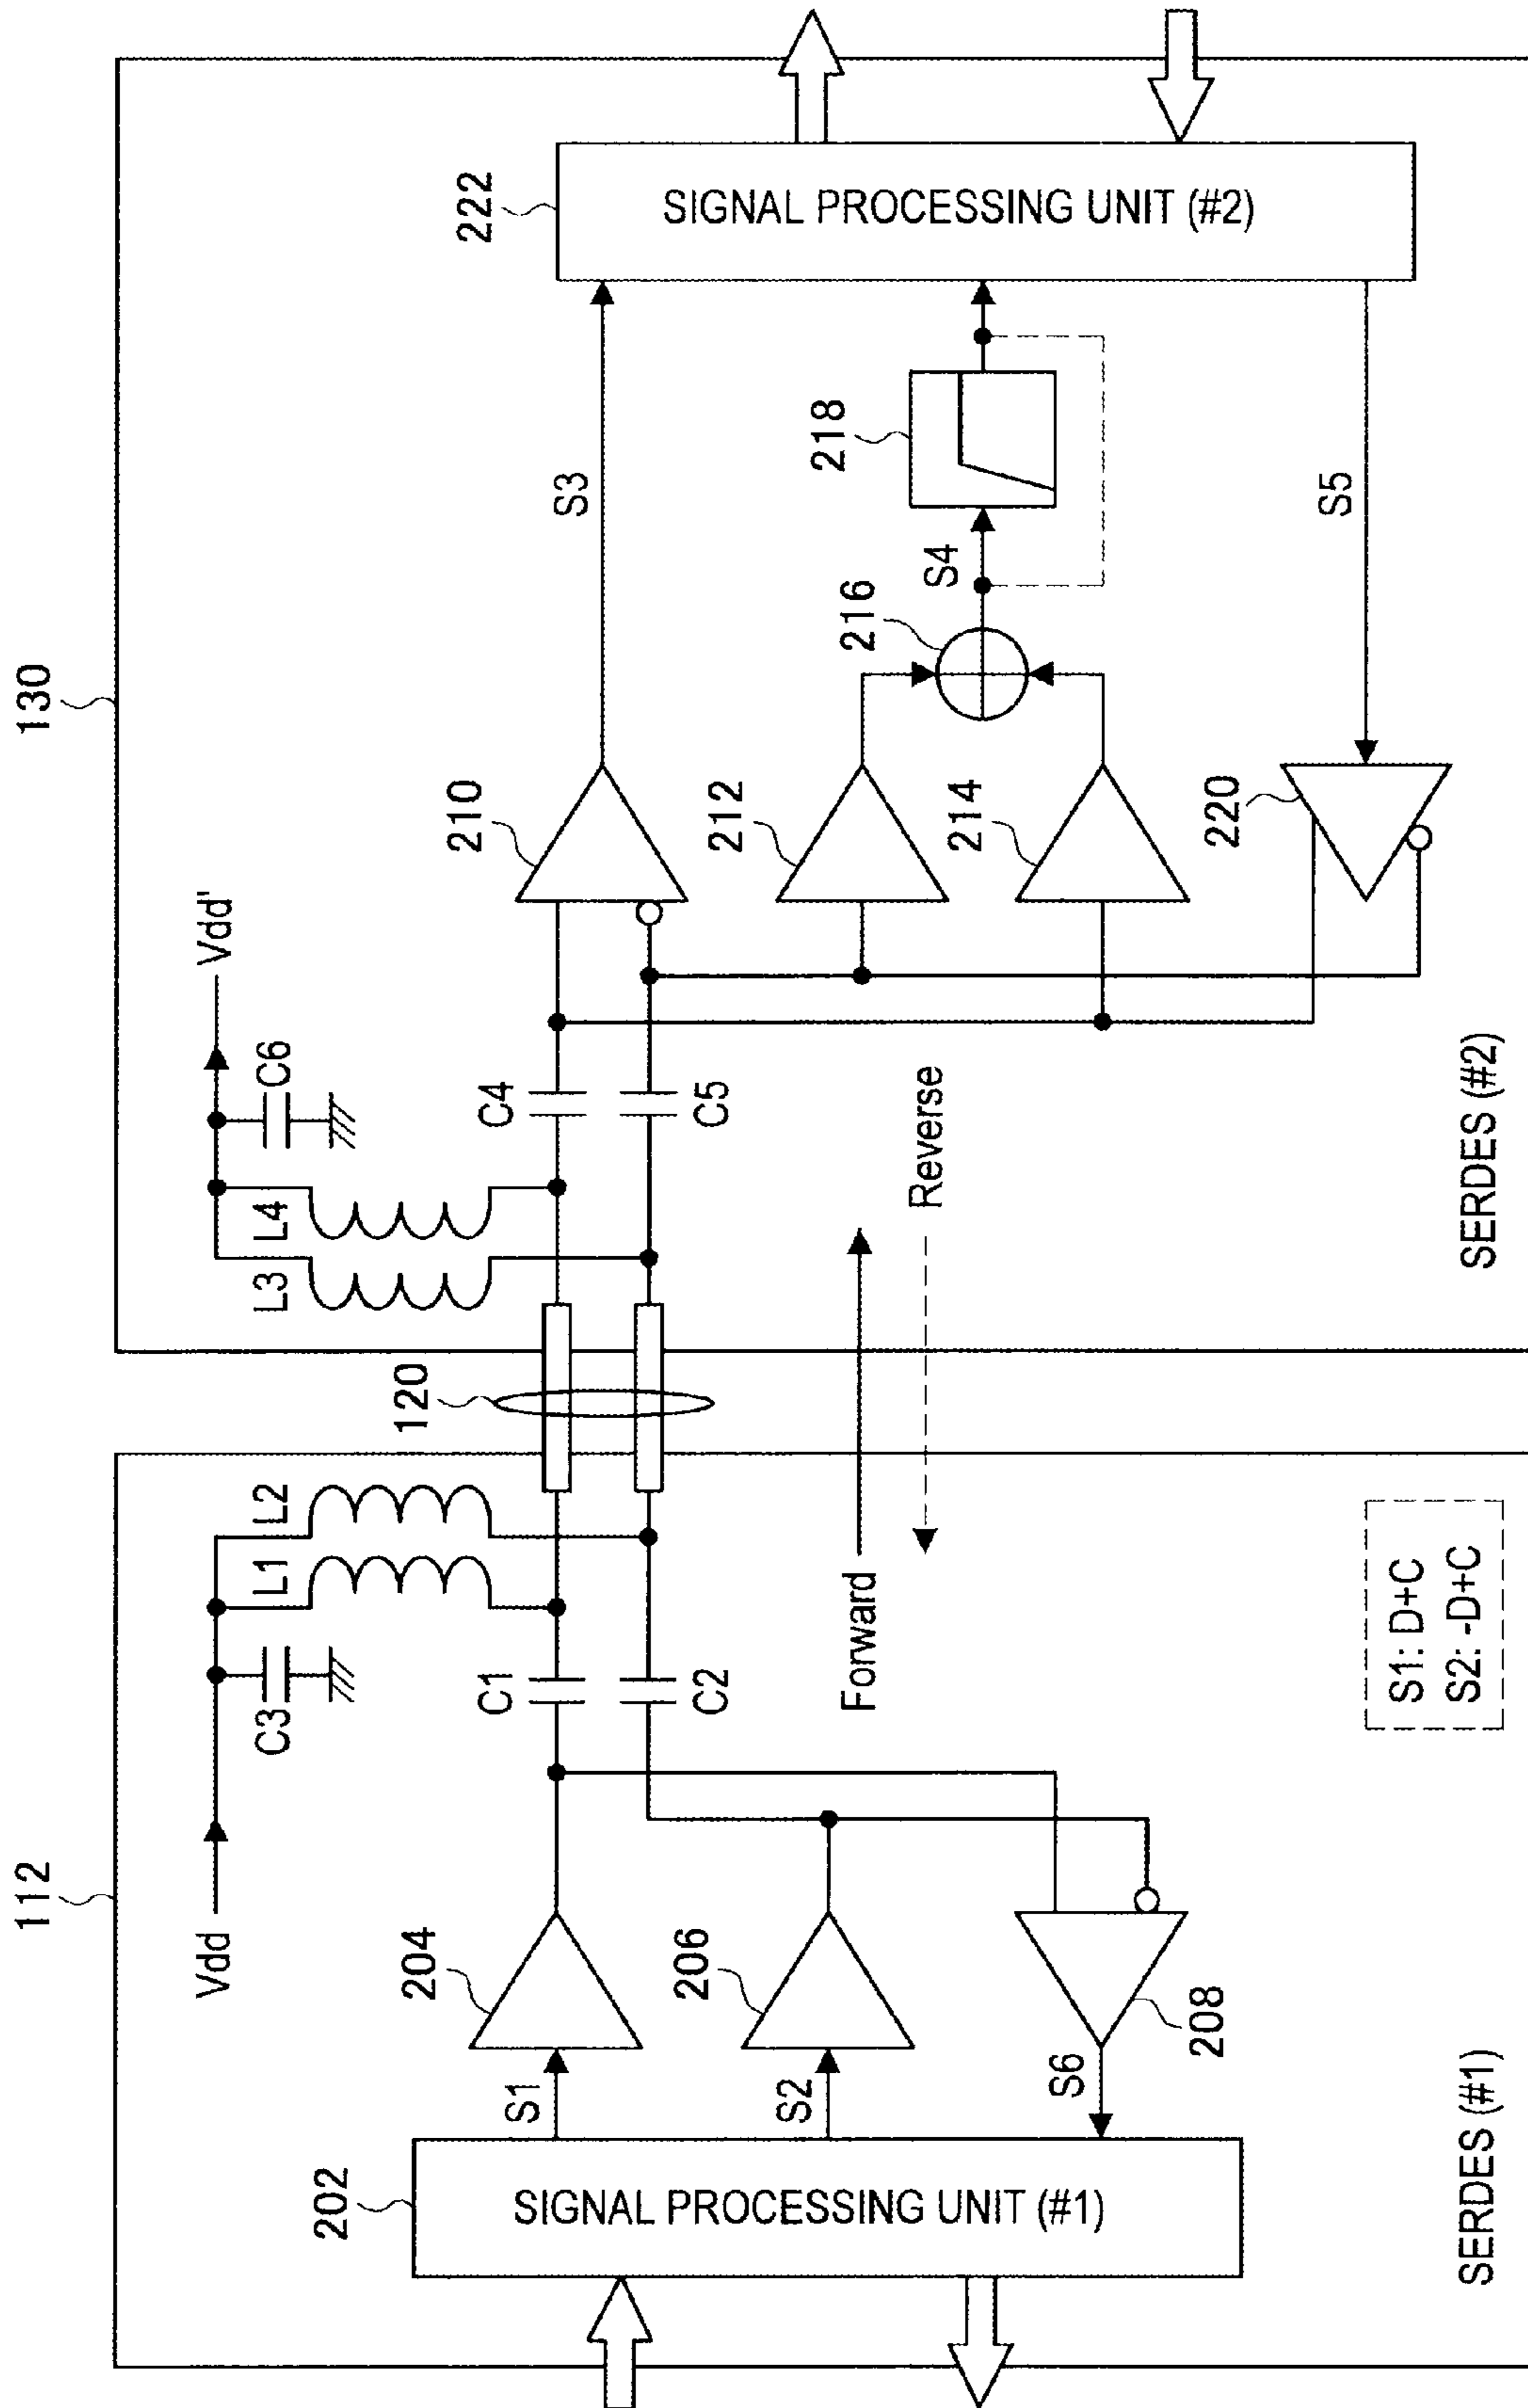 112
130
Vdd
C3
L1
L2
120
L3
L4
C6
Vdd'
204
C1
C4
210
S3
222
S1
C2
C5
202
SIGNAL PROCESSING UNIT (#1)
206
S2
212
216
S4
218
SIGNAL PROCESSING UNIT (#2)
Forward
Reverse
214
S6
208
220
S5
S1: D+C
S2: -D+C
SERDES (#1)
SERDES (#2)